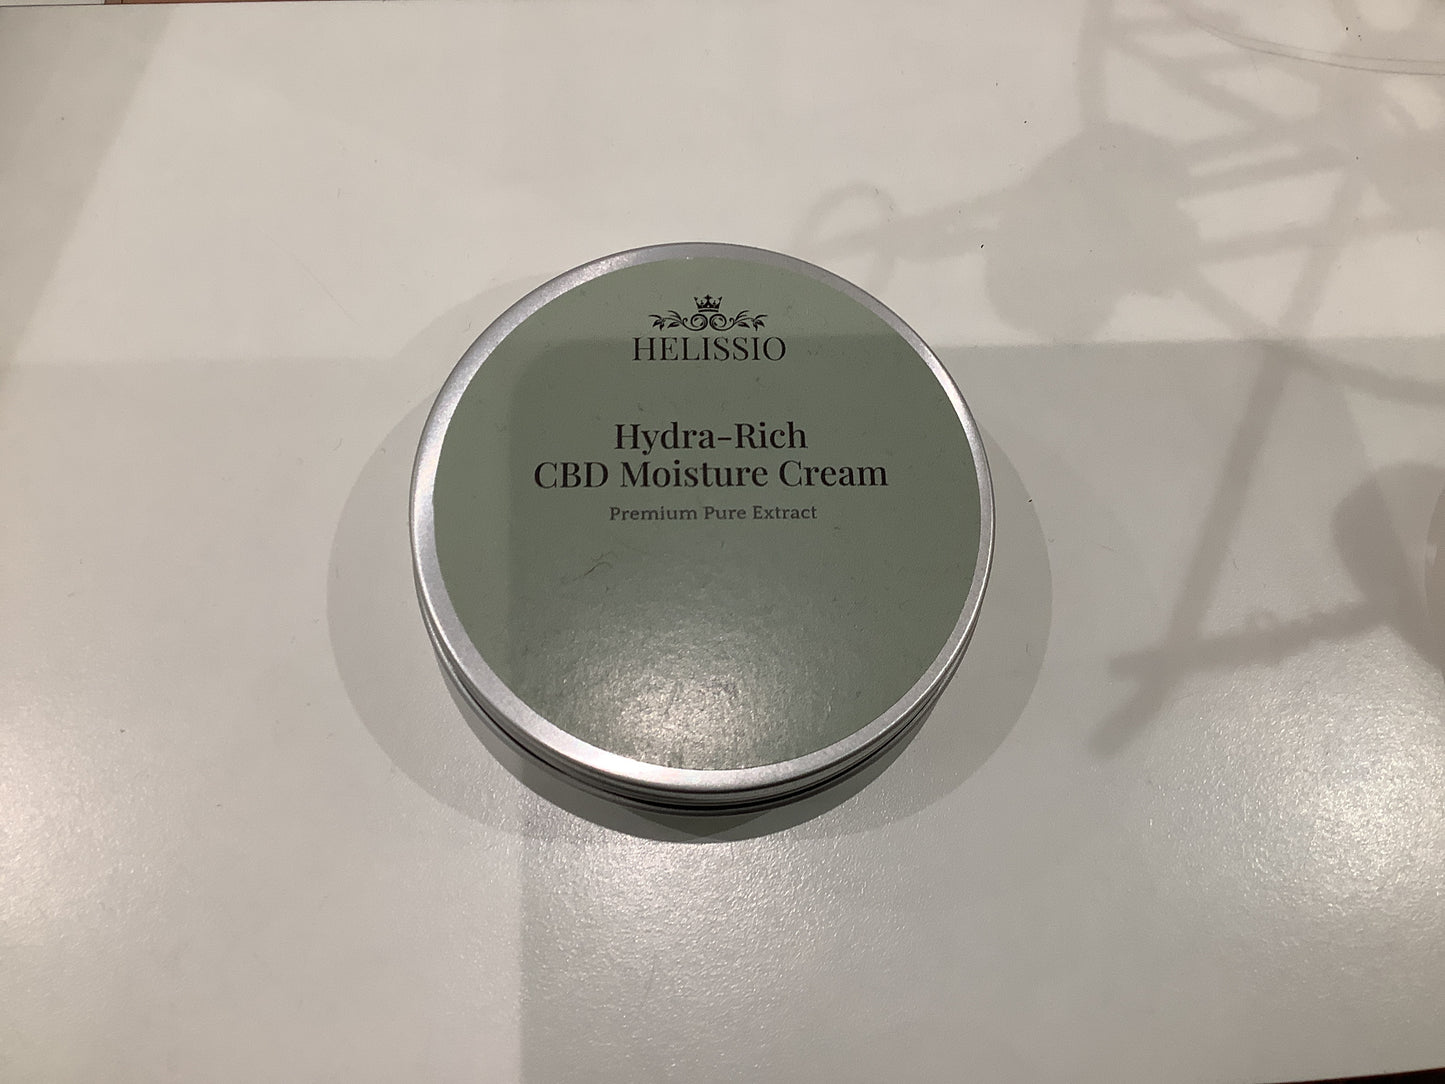 HELISSIO
Hydra-Rich
CBD Moisture Cream
Premium Pure Extract